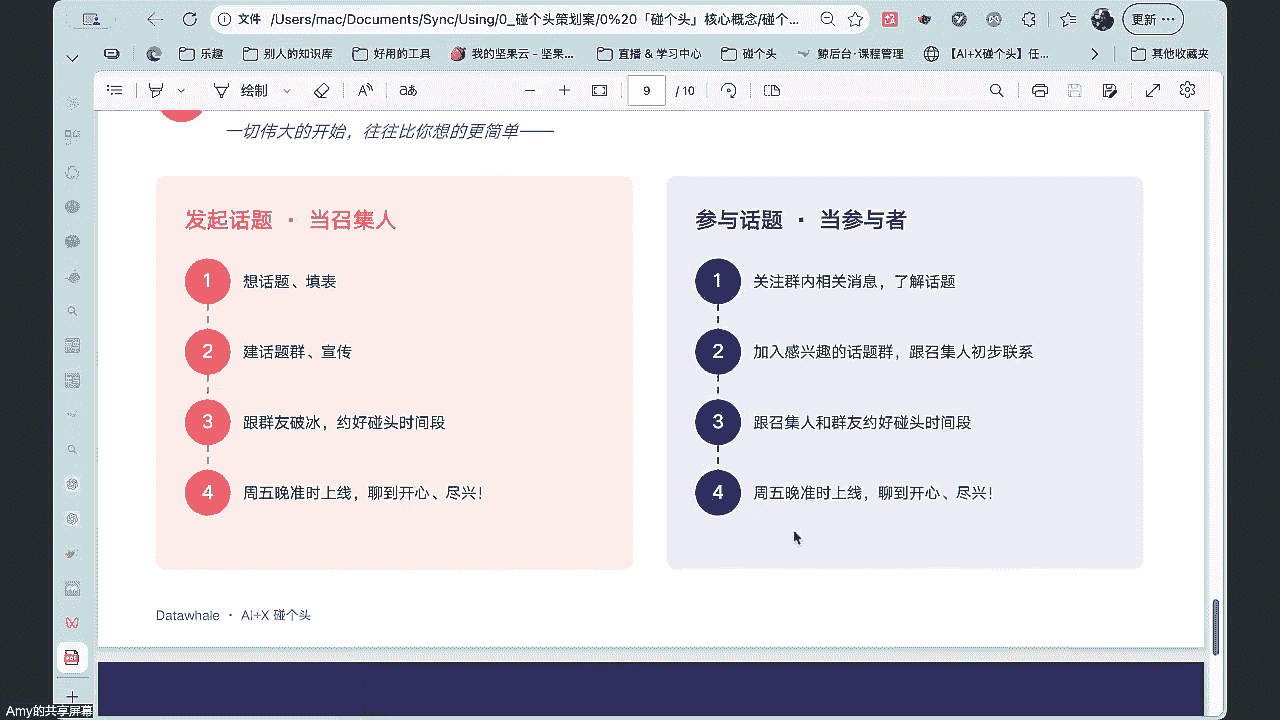 文件 /Users/mac/Documents/Sync/Using/0_碰个头策划案/0%20「碰个头」核心概念/碰个...
更新
乐趣 别人的知识库 好用的工具 我的坚果云 - 坚果... 直播 & 学习中心 碰个头 鲸后台·课程管理 【AI+X碰个头】任... 其他收藏夹
绘制 9 / 10
一切伟大的开始，往往比你想的更简单——
发起话题 · 当召集人
1 想话题、填表
2 建话题群、宣传
3 跟群友破冰，约好碰头时间段
4 周五晚准时上线，聊到开心、尽兴！
参与话题 · 当参与者
1 关注群内相关消息，了解话题
2 入感兴趣的话题群，跟召集人初步联系
3 跟召集人和群友约好碰头时间段
4 周五晚准时上线，聊到开心、尽兴！
Datawhale · AI+X 碰个头
Amy的共享屏幕